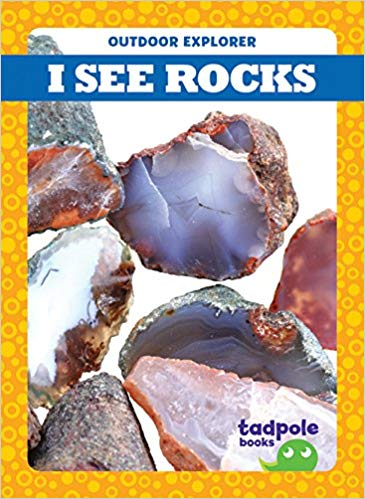 OUTDOOR EXPLORER
I SEE ROCKS
tadpole
books